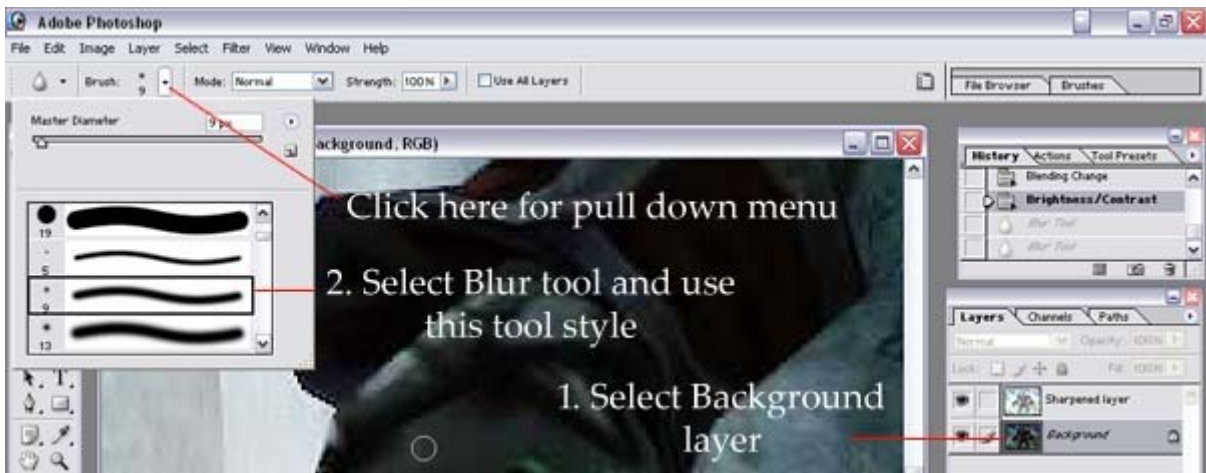 Adobe Photoshop
File Edit Image Layer Select Filter View Window Help
Brush: 9 Mode: Normal Strength: 100% Use All Layers
File Browser Brushes
Master Diameter 9 px
ackground, RGB)
19
5
9
13
Click here for pull down menu
2. Select Blur tool and use
this tool style
1. Select Background
layer
History Actions Tool Presets
Blending Change
Brightness/Contrast
Blur Tool
Blur Tool
Layers Channels Paths
Normal Opacity: 100%
Lock: Fill: 100%
Sharpened layer
Background